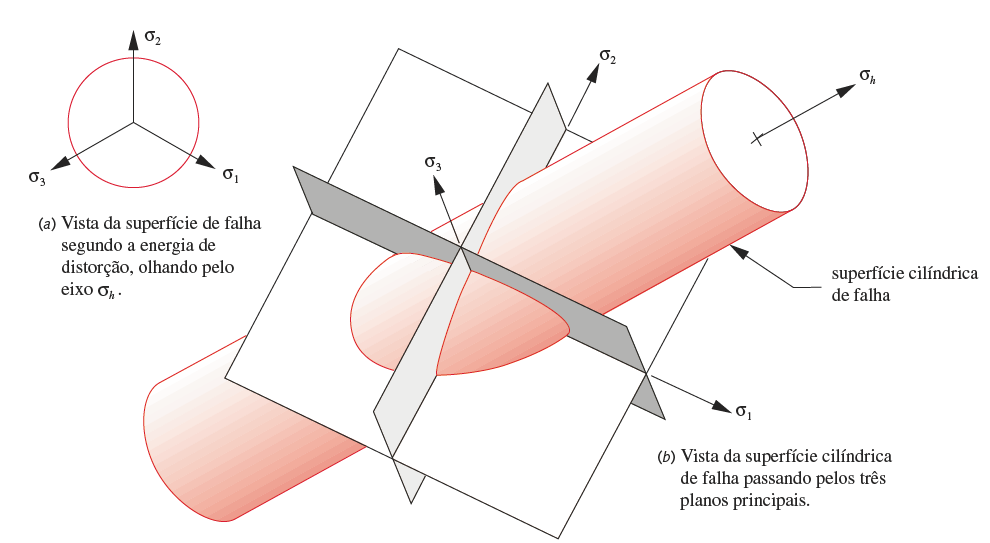 σ2
σ3
σ1
(a) Vista da superfície de falha
segundo a energia de
distorção, olhando pelo
eixo σh.
σ2
σh
σ3
superfície cilíndrica
de falha
σ1
(b) Vista da superfície cilíndrica
de falha passando pelos três
planos principais.